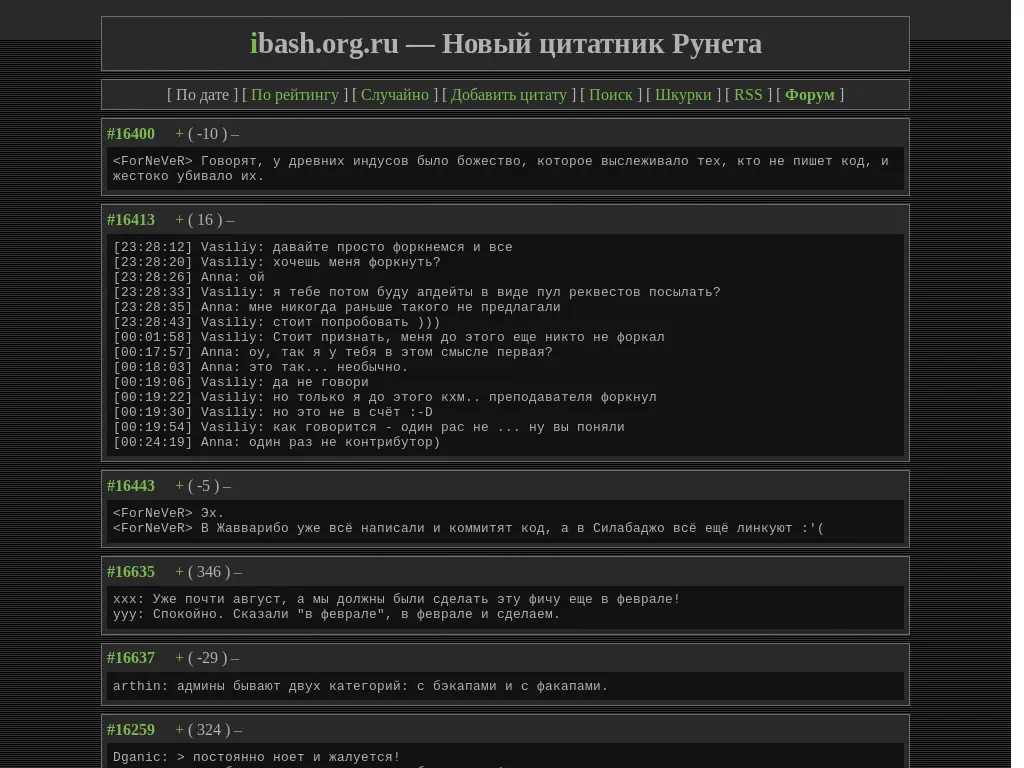 ibash.org.ru — Новый цитатник Рунета
[ По дате ] [ По рейтингу ] [ Случайно ] [ Добавить цитату ] [ Поиск ] [ Шкурки ] [ RSS ] [ Форум ]
#16400 + ( -10 ) –
<ForNeVeR> Говорят, у древних индусов было божество, которое выслеживало тех, кто не пишет код, и
жестоко убивало их.
#16413 + ( 16 ) –
[23:28:12] Vasiliy: давайте просто форкнемся и все
[23:28:20] Vasiliy: хочешь меня форкнуть?
[23:28:26] Anna: ой
[23:28:33] Vasiliy: я тебе потом буду апдейты в виде пул реквестов посылать?
[23:28:35] Anna: мне никогда раньше такого не предлагали
[23:28:43] Vasiliy: стоит попробовать )))
[00:01:58] Vasiliy: Стоит признать, меня до этого еще никто не форкал
[00:17:57] Anna: оу, так я у тебя в этом смысле первая?
[00:18:03] Anna: это так... необычно.
[00:19:06] Vasiliy: да не говори
[00:19:22] Vasiliy: но только я до этого кхм.. преподавателя форкнул
[00:19:30] Vasiliy: но это не в счёт :-D
[00:19:54] Vasiliy: как говорится - один рас не ... ну вы поняли
[00:24:19] Anna: один раз не контрибутор)
#16443 + ( -5 ) –
<ForNeVeR> Эх.
<ForNeVeR> В Жавварибо уже всё написали и коммитят код, а в Силабаджо всё ещё линкуют :'(
#16635 + ( 346 ) –
xxx: Уже почти август, а мы должны были сделать эту фичу еще в феврале!
yyy: Спокойно. Сказали "в феврале", в феврале и сделаем.
#16637 + ( -29 ) –
arthin: админы бывают двух категорий: с бэкапами и с факапами.
#16259 + ( 324 ) –
Dganic: > постоянно ноет и жалуется!